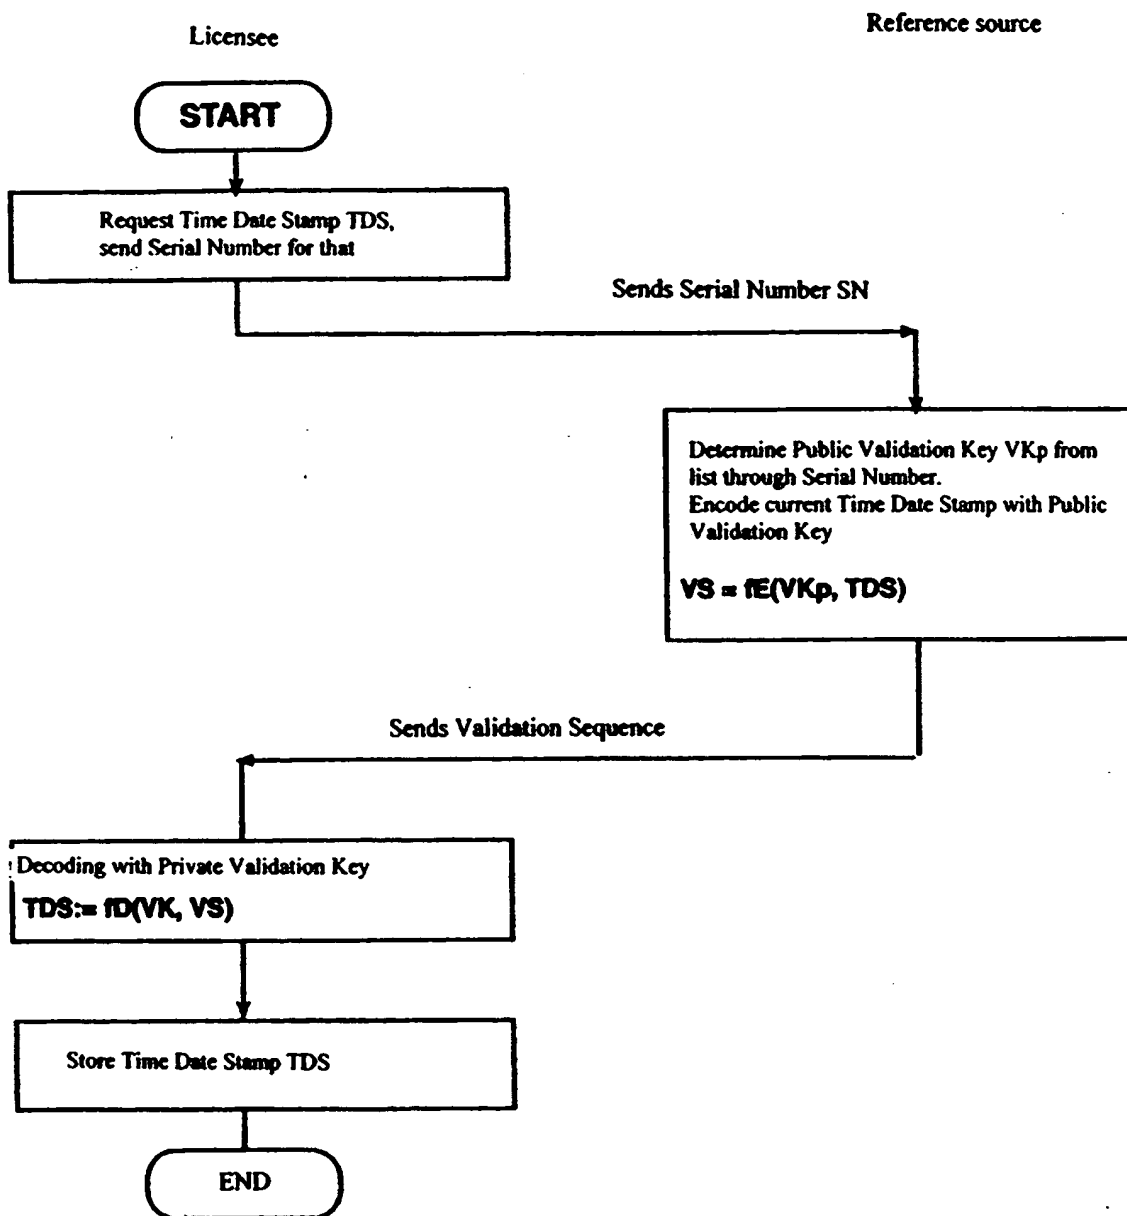 Licensee
Reference source
START
Request Time Date Stamp TDS,
send Serial Number for that
Sends Serial Number SN
Determine Public Validation Key VKp from
list through Serial Number.
Encode current Time Date Stamp with Public
Validation Key
VS = fE(VKp, TDS)
Sends Validation Sequence
Decoding with Private Validation Key
TDS:= fD(VK, VS)
Store Time Date Stamp TDS
END